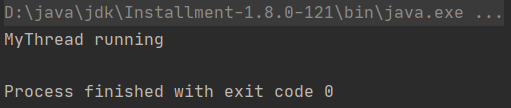 D:\java\jdk\Installment-1.8.0-121\bin\java.exe ...
MyThread running
Process finished with exit code 0